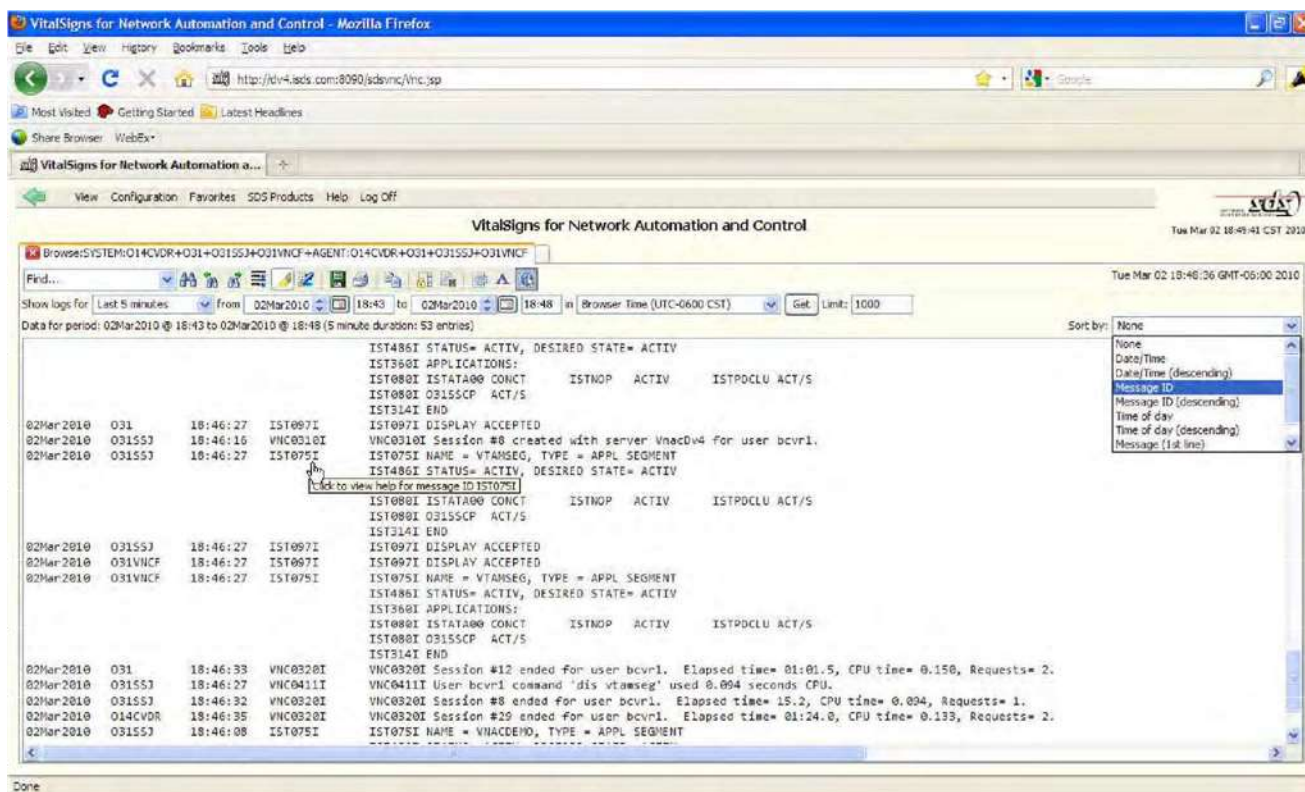 VitalSigns for Network Automation and Control - Mozilla Firefox
File Edit View History Bookmarks Tools Help
http://dv4.isds.com:8090/sdsvnc/Vnc.jsp Google
Most Visited Getting Started Latest Headlines
Share Browser WebEx
VitalSigns for Network Automation a...
View Configuration Favorites SDS Products Help Log Off
VitalSigns for Network Automation and Control
Tue Mar 02 18:49:41 CST 2010
Browse:SYSTEM:O14CVDR+O31+O31SSJ+O31VNCF+AGENT:O14CVDR+O31+O31SSJ+O31VNCF
Find... Tue Mar 02 18:48:36 GMT-06:00 2010
Show logs for Last 5 minutes from 02Mar2010 18:43 to 02Mar2010 18:48 in Browser Time (UTC-0600 CST) Get Limit: 1000
Data for period: 02Mar2010 @ 18:43 to 02Mar2010 @ 18:48 (5 minute duration: 53 entries) Sort by: None
None
Date/Time
Date/Time (descending)
Message ID
Message ID (descending)
Time of day
Time of day (descending)
Message (1st line)
IST486I STATUS= ACTIV, DESIRED STATE= ACTIV
IST360I APPLICATIONS:
IST080I ISTATA00 CONCT ISTNOP ACTIV ISTPDCLU ACT/S
IST080I O31SSCP ACT/S
IST314I END
02Mar2010 O31 18:46:27 IST097I IST097I DISPLAY ACCEPTED
02Mar2010 O31SSJ 18:46:16 VNC0310I VNC0310I Session #8 created with server VnacDv4 for user bcvr1.
02Mar2010 O31SSJ 18:46:27 IST075I IST075I NAME = VTAMSEG, TYPE = APPL SEGMENT
IST486I STATUS= ACTIV, DESIRED STATE= ACTIV
Click to view help for message ID IST075I
IST080I ISTATA00 CONCT ISTNOP ACTIV ISTPDCLU ACT/S
IST080I O31SSCP ACT/S
IST314I END
02Mar2010 O31SSJ 18:46:27 IST097I IST097I DISPLAY ACCEPTED
02Mar2010 O31VNCF 18:46:27 IST097I IST097I DISPLAY ACCEPTED
02Mar2010 O31VNCF 18:46:27 IST075I IST075I NAME = VTAMSEG, TYPE = APPL SEGMENT
IST486I STATUS= ACTIV, DESIRED STATE= ACTIV
IST360I APPLICATIONS:
IST080I ISTATA00 CONCT ISTNOP ACTIV ISTPDCLU ACT/S
IST080I O31SSCP ACT/S
IST314I END
02Mar2010 O31 18:46:33 VNC0320I VNC0320I Session #12 ended for user bcvr1. Elapsed time= 01:01.5, CPU time= 0.150, Requests= 2.
02Mar2010 O31SSJ 18:46:27 VNC0411I VNC0411I User bcvr1 command 'dis vtamseg' used 0.094 seconds CPU.
02Mar2010 O31SSJ 18:46:32 VNC0320I VNC0320I Session #8 ended for user bcvr1. Elapsed time= 15.2, CPU time= 0.094, Requests= 1.
02Mar2010 O14CVDR 18:46:35 VNC0320I VNC0320I Session #29 ended for user bcvr1. Elapsed time= 01:24.0, CPU time= 0.133, Requests= 2.
02Mar2010 O31SSJ 18:46:08 IST075I IST075I NAME = VNACDEMO, TYPE = APPL SEGMENT
Done